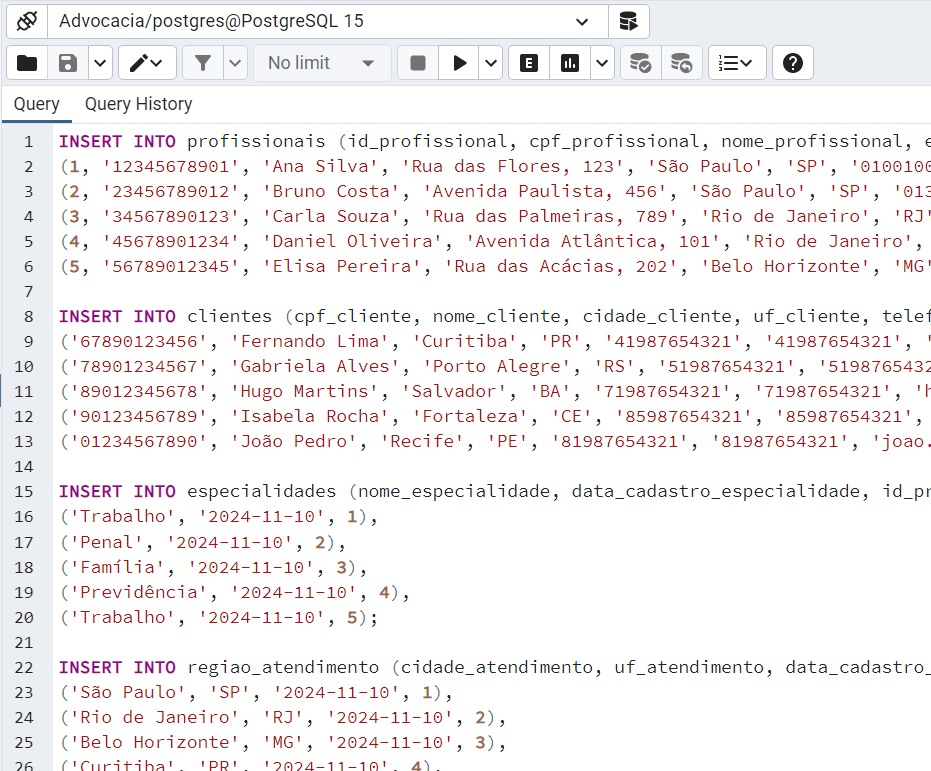 Advocacia/postgres@PostgreSQL 15
No limit
E
Query Query History
1 INSERT INTO profissionais (id_profissional, cpf_profissional, nome_profissional, e
2 (1, '12345678901', 'Ana Silva', 'Rua das Flores, 123', 'São Paulo', 'SP', '0100100
3 (2, '23456789012', 'Bruno Costa', 'Avenida Paulista, 456', 'São Paulo', 'SP', '013
4 (3, '34567890123', 'Carla Souza', 'Rua das Palmeiras, 789', 'Rio de Janeiro', 'RJ'
5 (4, '45678901234', 'Daniel Oliveira', 'Avenida Atlântica, 101', 'Rio de Janeiro',
6 (5, '56789012345', 'Elisa Pereira', 'Rua das Acácias, 202', 'Belo Horizonte', 'MG'
7
8 INSERT INTO clientes (cpf_cliente, nome_cliente, cidade_cliente, uf_cliente, telef
9 ('67890123456', 'Fernando Lima', 'Curitiba', 'PR', '41987654321', '41987654321', '
10 ('78901234567', 'Gabriela Alves', 'Porto Alegre', 'RS', '51987654321', '5198765432
11 ('89012345678', 'Hugo Martins', 'Salvador', 'BA', '71987654321', '71987654321', 'h
12 ('90123456789', 'Isabela Rocha', 'Fortaleza', 'CE', '85987654321', '85987654321',
13 ('01234567890', 'João Pedro', 'Recife', 'PE', '81987654321', '81987654321', 'joao.
14
15 INSERT INTO especialidades (nome_especialidade, data_cadastro_especialidade, id_pr
16 ('Trabalho', '2024-11-10', 1),
17 ('Penal', '2024-11-10', 2),
18 ('Família', '2024-11-10', 3),
19 ('Previdência', '2024-11-10', 4),
20 ('Trabalho', '2024-11-10', 5);
21
22 INSERT INTO regiao_atendimento (cidade_atendimento, uf_atendimento, data_cadastro_
23 ('São Paulo', 'SP', '2024-11-10', 1),
24 ('Rio de Janeiro', 'RJ', '2024-11-10', 2),
25 ('Belo Horizonte', 'MG', '2024-11-10', 3),
26 ('Curitiba', 'PR', '2024-11-10', 4),